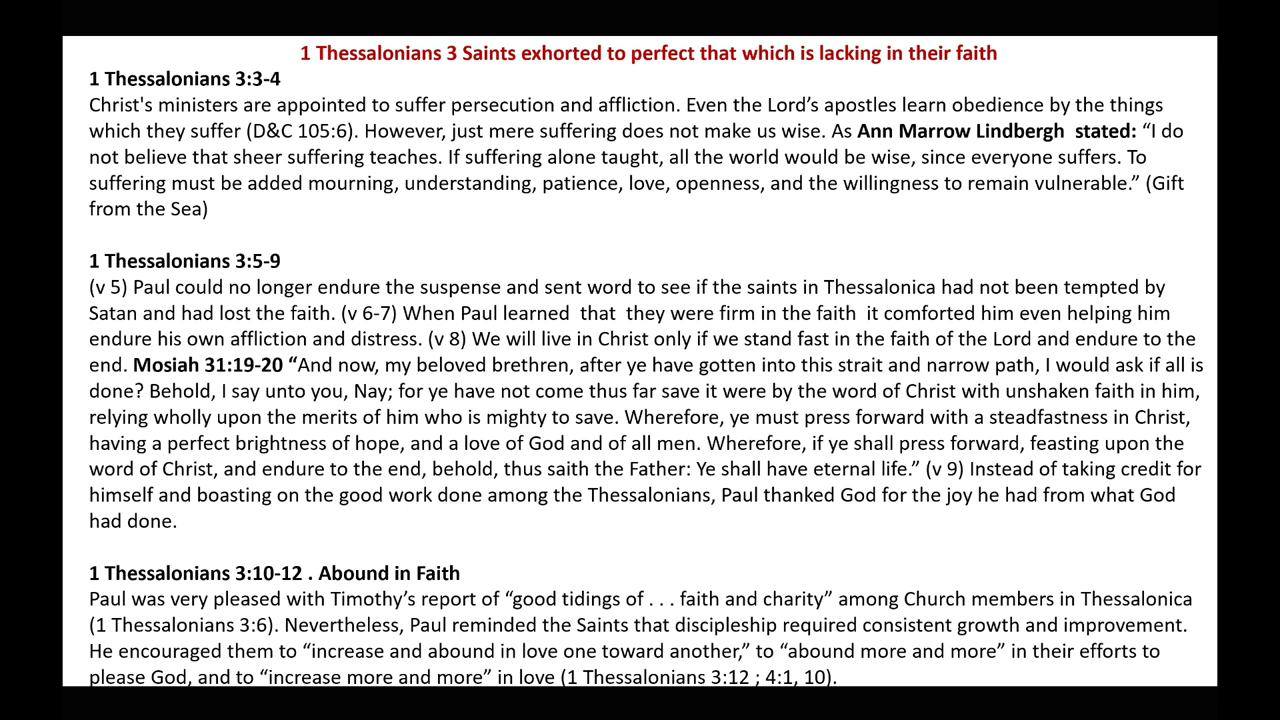 1 Thessalonians 3 Saints exhorted to perfect that which is lacking in their faith
1 Thessalonians 3:3-4
Christ's ministers are appointed to suffer persecution and affliction. Even the Lord’s apostles learn obedience by the things
which they suffer (D&C 105:6). However, just mere suffering does not make us wise. As Ann Marrow Lindbergh  stated: “I do
not believe that sheer suffering teaches. If suffering alone taught, all the world would be wise, since everyone suffers. To
suffering must be added mourning, understanding, patience, love, openness, and the willingness to remain vulnerable.” (Gift
from the Sea)
1 Thessalonians 3:5-9
(v 5) Paul could no longer endure the suspense and sent word to see if the saints in Thessalonica had not been tempted by
Satan and had lost the faith. (v 6-7) When Paul learned  that  they were firm in the faith  it comforted him even helping him
endure his own affliction and distress. (v 8) We will live in Christ only if we stand fast in the faith of the Lord and endure to the
end. Mosiah 31:19-20 “And now, my beloved brethren, after ye have gotten into this strait and narrow path, I would ask if all is
done? Behold, I say unto you, Nay; for ye have not come thus far save it were by the word of Christ with unshaken faith in him,
relying wholly upon the merits of him who is mighty to save. Wherefore, ye must press forward with a steadfastness in Christ,
having a perfect brightness of hope, and a love of God and of all men. Wherefore, if ye shall press forward, feasting upon the
word of Christ, and endure to the end, behold, thus saith the Father: Ye shall have eternal life.” (v 9) Instead of taking credit for
himself and boasting on the good work done among the Thessalonians, Paul thanked God for the joy he had from what God
had done.
1 Thessalonians 3:10-12 . Abound in Faith
Paul was very pleased with Timothy’s report of “good tidings of . . . faith and charity” among Church members in Thessalonica
(1 Thessalonians 3:6). Nevertheless, Paul reminded the Saints that discipleship required consistent growth and improvement.
He encouraged them to “increase and abound in love one toward another,” to “abound more and more” in their efforts to
please God, and to “increase more and more” in love (1 Thessalonians 3:12 ; 4:1, 10).